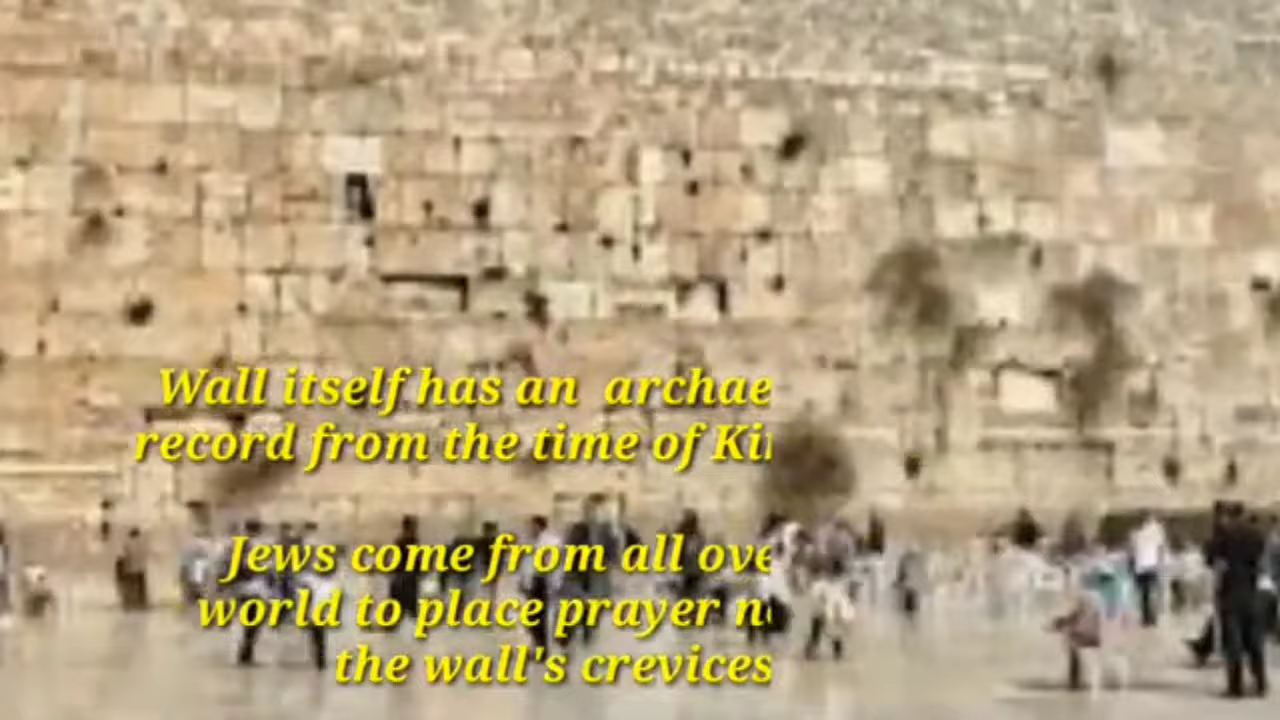 Wall itself has an archae
record from the time of Ki
Jews come from all ove
world to place prayer n
the wall's crevices